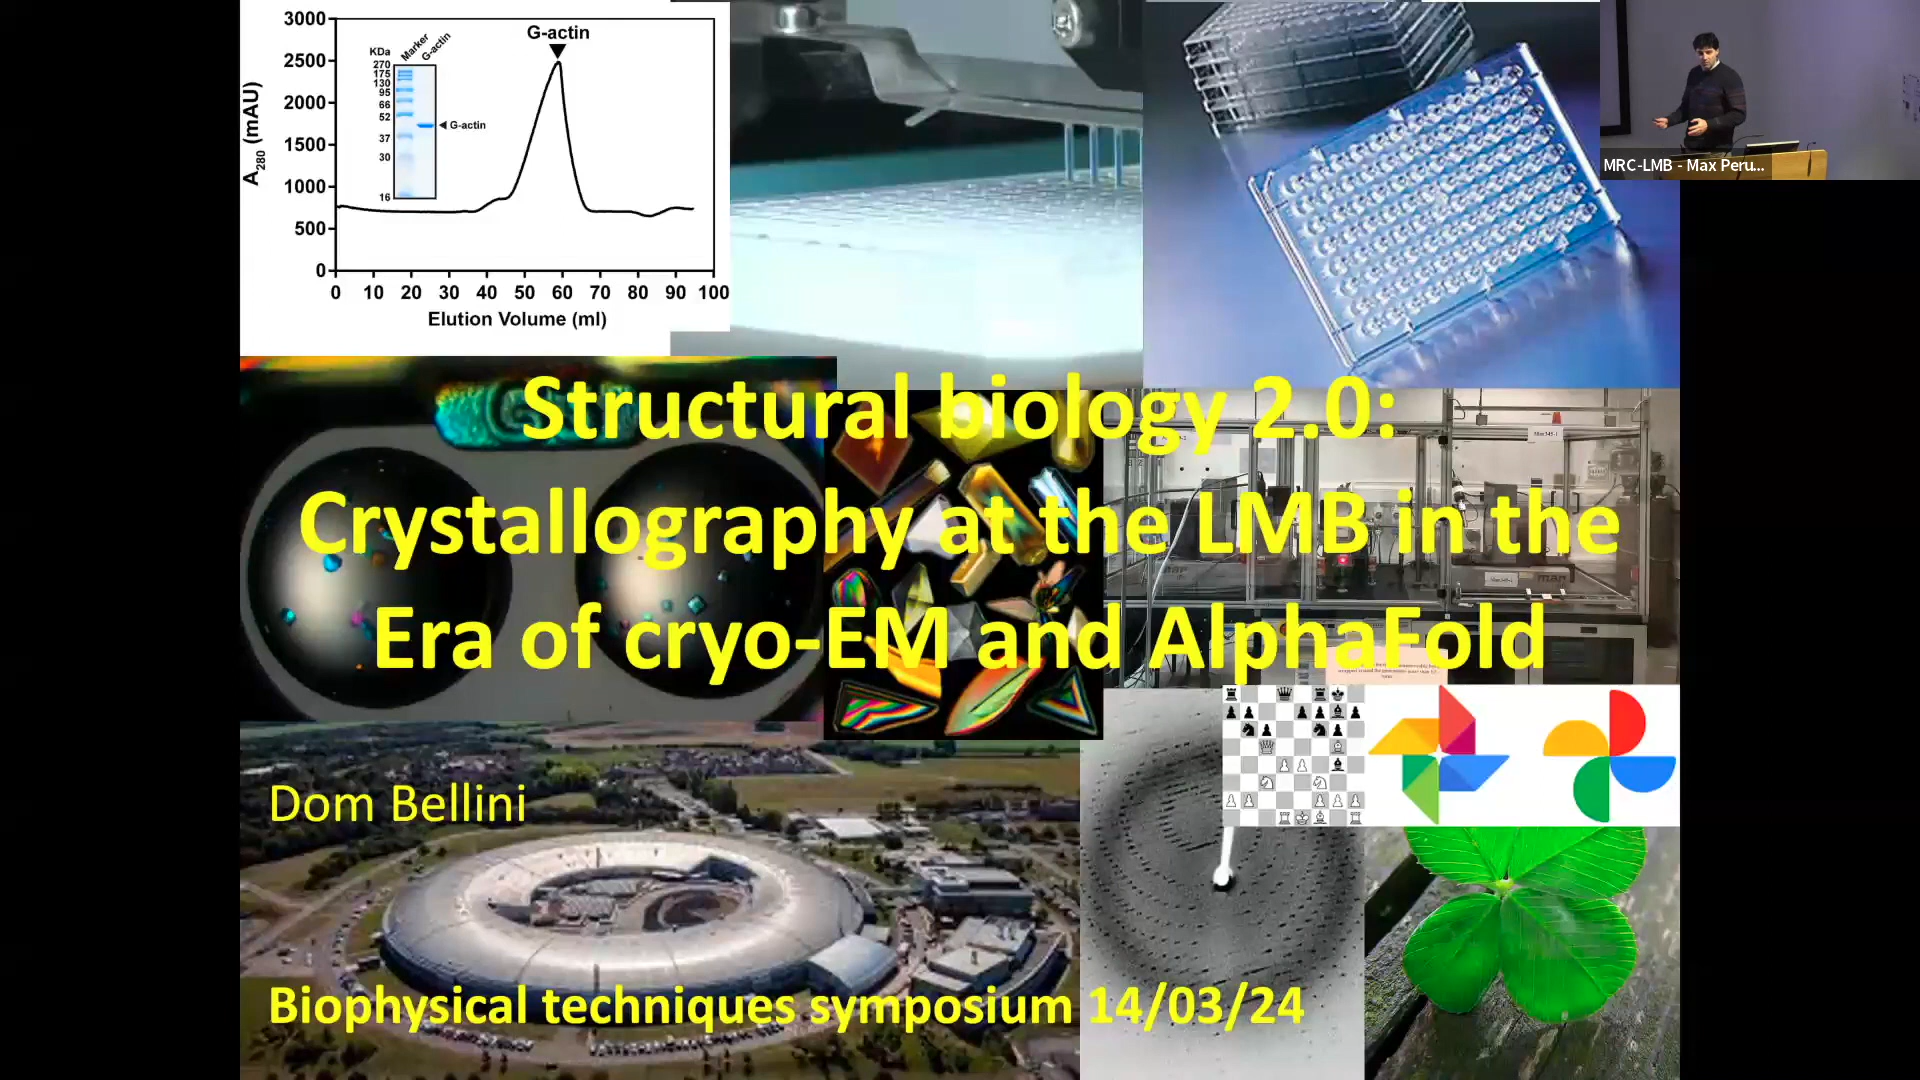 3000
2500
2000
1500
1000
500
0
A280 (mAU)
G-actin
KDa
Marker
G-actin
270
175
130
95
66
52
37
30
16
G-actin
0 10 20 30 40 50 60 70 80 90 100
Elution Volume (ml)
MRC-LMB - Max Peru...
Structural biology 2.0:
Crystallography at the LMB in the
Era of cryo-EM and AlphaFold
Dom Bellini
Biophysical techniques symposium 14/03/24